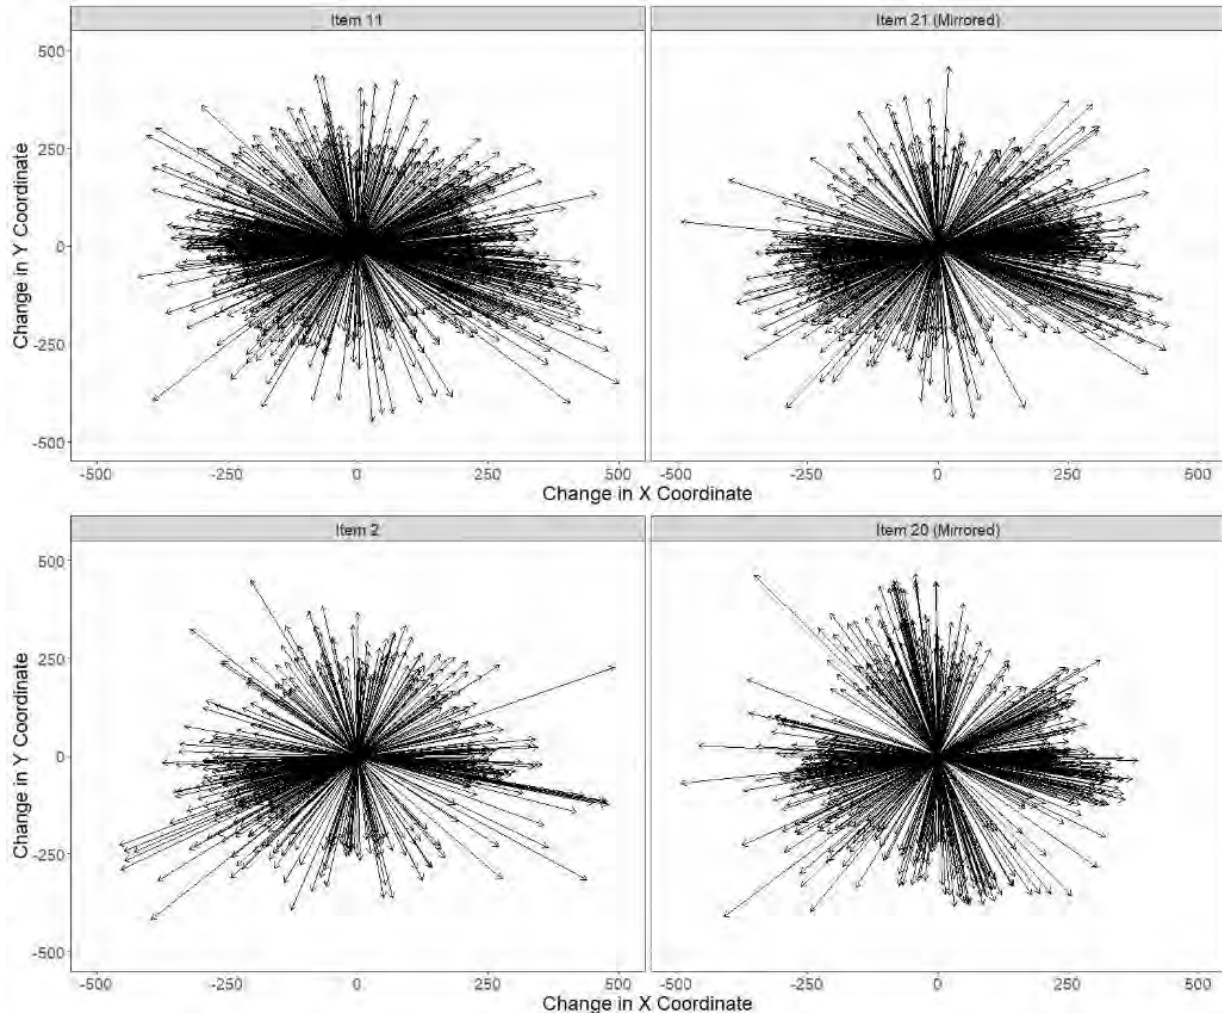 Item 11
Item 21 (Mirrored)
500
250
0
-250
-500
Change in Y Coordinate
-500 -250 0 250 500
-500 -250 0 250 500
Change in X Coordinate
Item 2
Item 20 (Mirrored)
500
250
0
-250
-500
Change in Y Coordinate
-500 -250 0 250 500
-500 -250 0 250 500
Change in X Coordinate